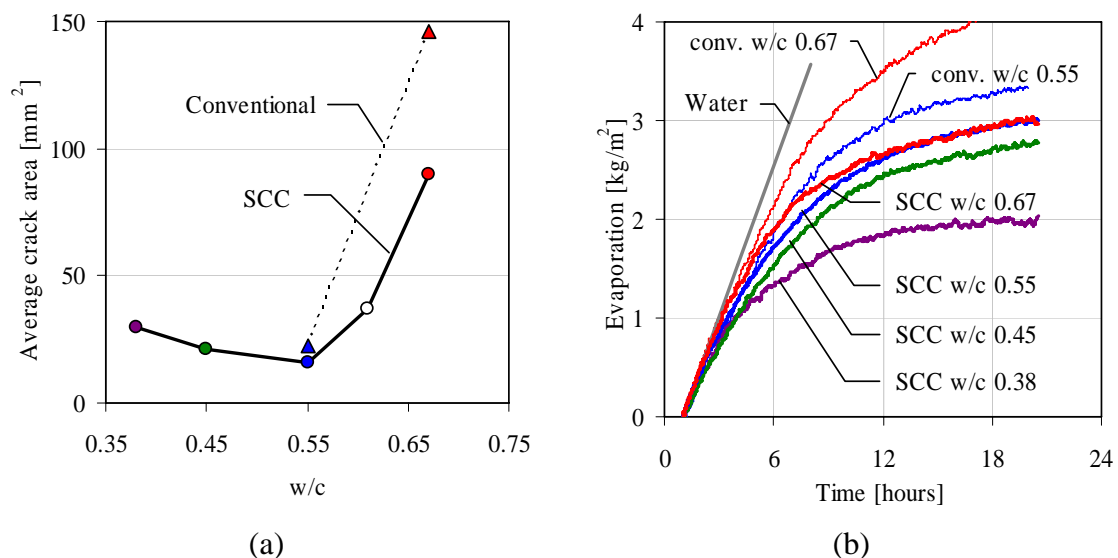 Average crack area [mm²]
150
100
50
0
0.35 0.45 0.55 0.65 0.75
w/c
Conventional
SCC
(a)
Evaporation [kg/m²]
4
3
2
1
0
0 6 12 18 24
Time [hours]
conv. w/c 0.67
conv. w/c 0.55
Water
SCC w/c 0.67
SCC w/c 0.55
SCC w/c 0.45
SCC w/c 0.38
(b)